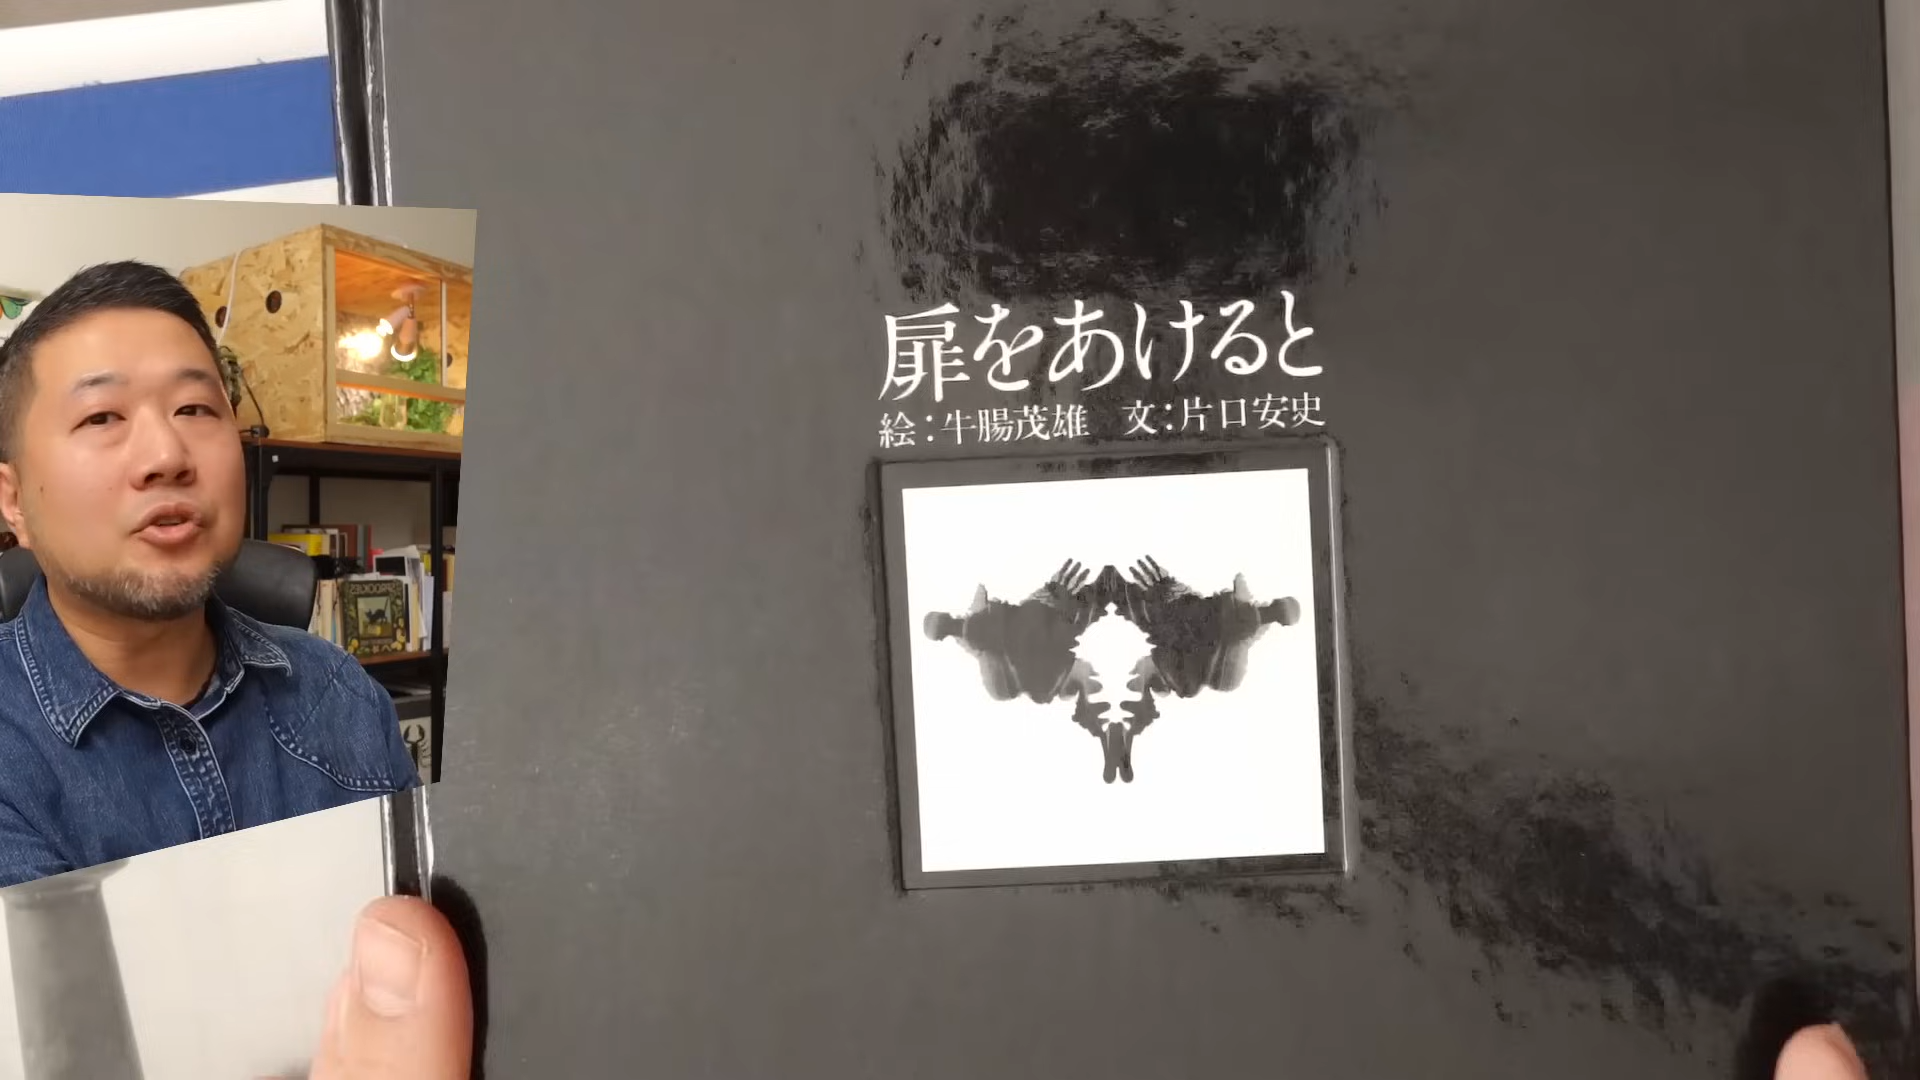 扉をあけると
絵：牛腸茂雄　文：片口安史